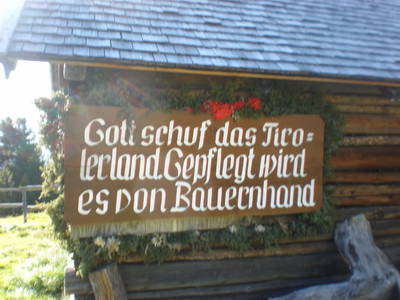 Gott schuf das Tiro=
lerland. Gepflegt wird
es von Bauernhand